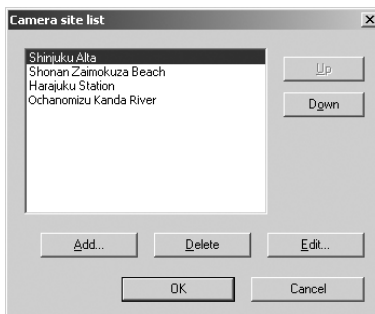 Camera site list
Shinjuku Alta
Shonan Zaimokuza Beach
Harajuku Station
Ochanomizu Kanda River
Up
Down
Add...
Delete
Edit...
OK
Cancel